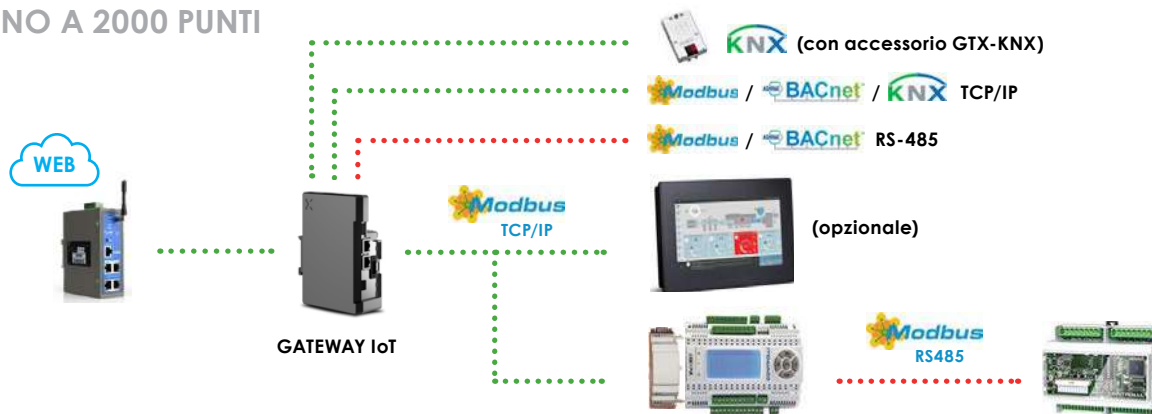 NO A 2000 PUNTI
KNX (con accessorio GTX-KNX)
Modbus / BACnet / KNX TCP/IP
Modbus / BACnet RS-485
WEB
Modbus
TCP/IP
(opzionale)
GATEWAY IoT
Modbus
RS485